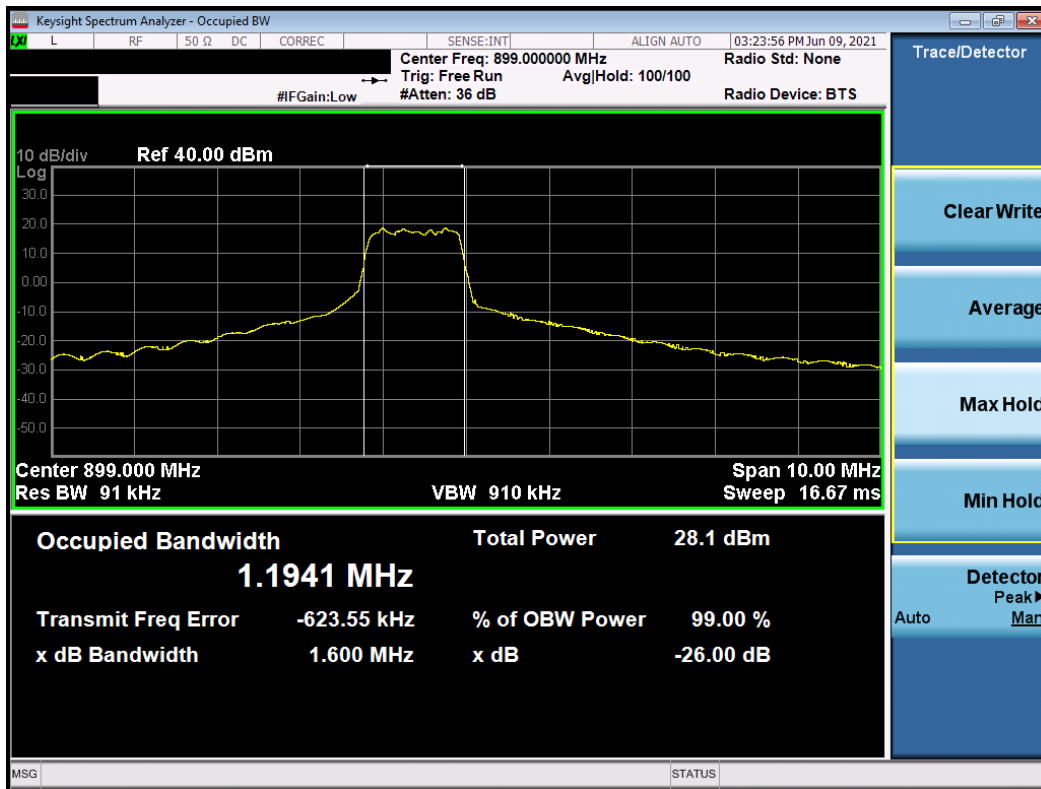 Keysight Spectrum Analyzer - Occupied BW
LXI L RF 50 Ω DC CORREC SENSE:INT ALIGN AUTO 03:23:56 PM Jun 09, 2021
Center Freq: 899.000000 MHz Radio Std: None
Trig: Free Run Avg|Hold: 100/100
#IFGain:Low #Atten: 36 dB Radio Device: BTS
10 dB/div Ref 40.00 dBm
Log
30.0
20.0
10.0
0.00
-10.0
-20.0
-30.0
-40.0
-50.0
Center 899.000 MHz Span 10.00 MHz
Res BW 91 kHz VBW 910 kHz Sweep 16.67 ms
Occupied Bandwidth Total Power 28.1 dBm
1.1941 MHz
Transmit Freq Error -623.55 kHz % of OBW Power 99.00 %
x dB Bandwidth 1.600 MHz x dB -26.00 dB
MSG STATUS
Trace/Detector
Clear Write
Average
Max Hold
Min Hold
Detector
Peak
Auto Man